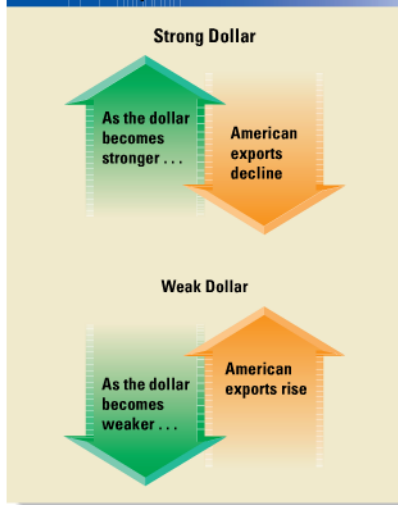 Strong Dollar
As the dollar
becomes
stronger . . .
American
exports
decline
Weak Dollar
As the dollar
becomes
weaker . . .
American
exports rise